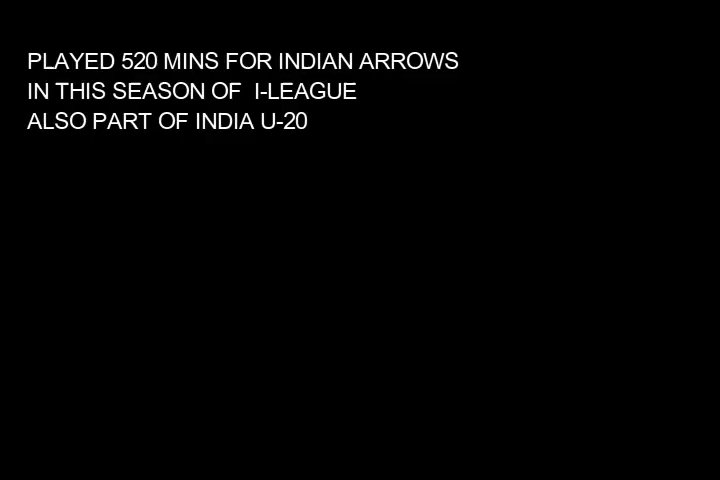 PLAYED 520 MINS FOR INDIAN ARROWS
IN THIS SEASON OF  I-LEAGUE
ALSO PART OF INDIA U-20